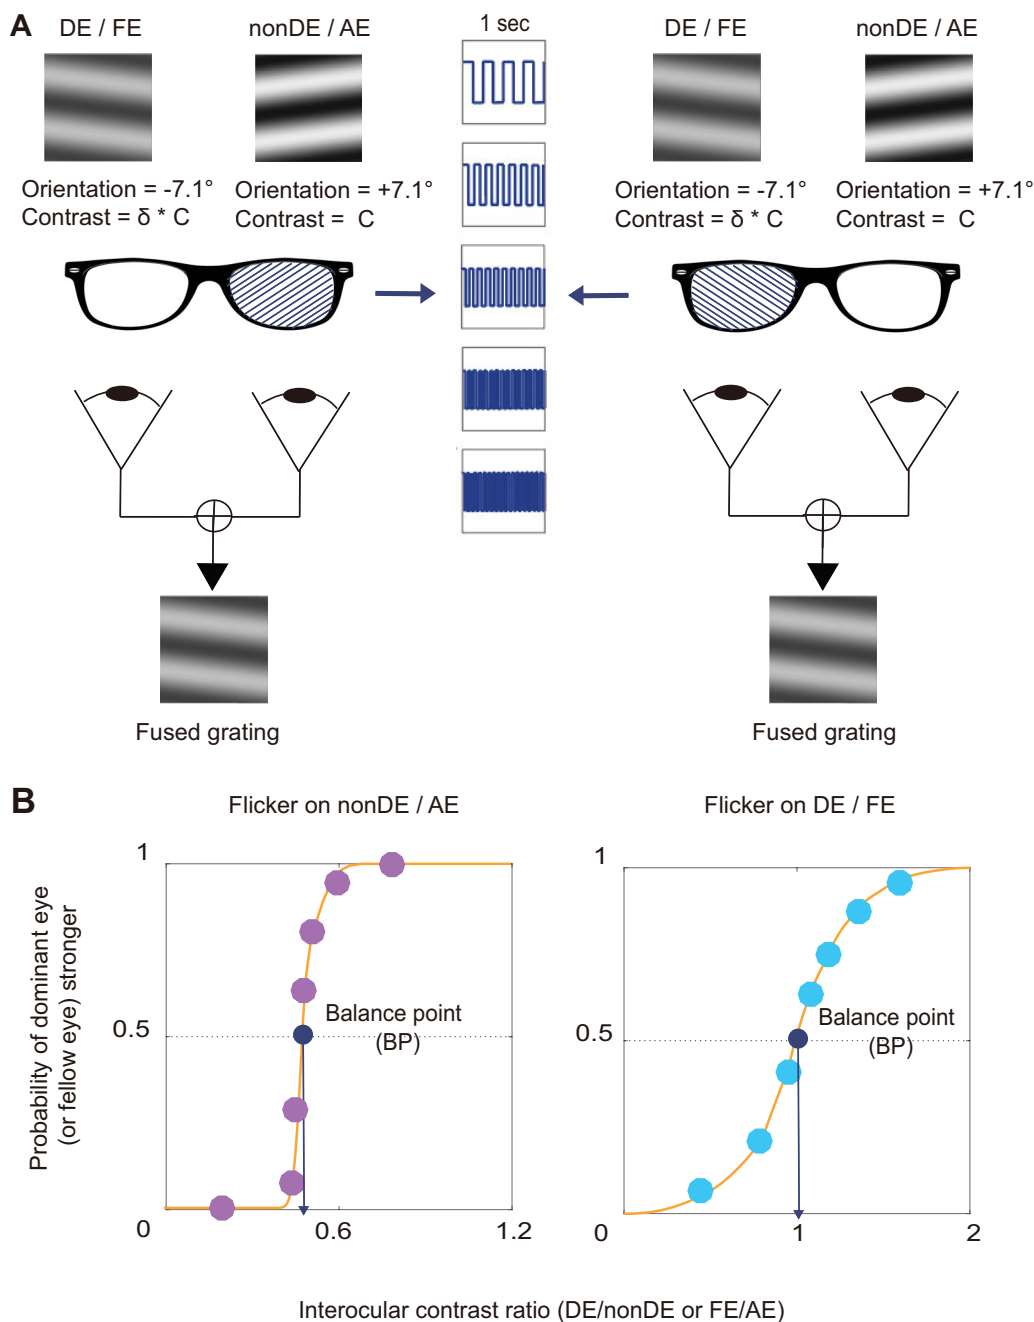 A
DE / FE
nonDE / AE
1 sec
DE / FE
nonDE / AE
Orientation = -7.1°
Contrast = δ * C
Orientation = +7.1°
Contrast = C
Orientation = -7.1°
Contrast = δ * C
Orientation = +7.1°
Contrast = C
Fused grating
Fused grating
B
Flicker on nonDE / AE
Flicker on DE / FE
Probability of dominant eye
(or fellow eye) stronger
1
0.5
0
0.6
1.2
Balance point
(BP)
1
0.5
0
1
2
Balance point
(BP)
Interocular contrast ratio (DE/nonDE or FE/AE)